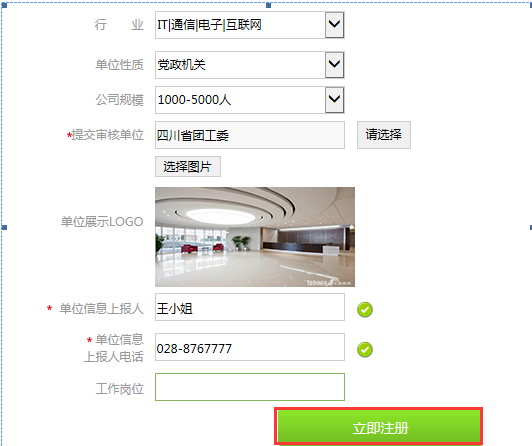 行 业 IT|通信|电子|互联网
单位性质 党政机关
公司规模 1000-5000人
*提交审核单位 四川省团工委 请选择
选择图片
单位展示LOGO
* 单位信息上报人 王小姐
* 单位信息
上报人电话 028-8767777
工作岗位
立即注册